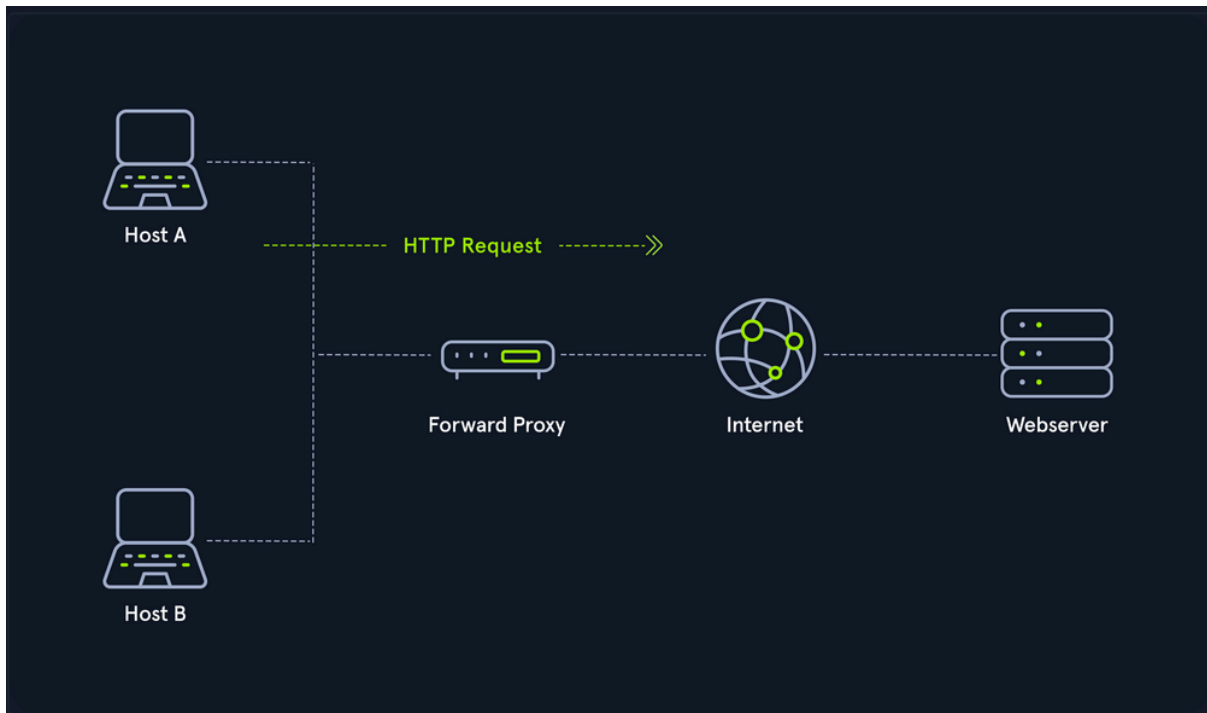 Host A
HTTP Request
Forward Proxy
Internet
Webserver
Host B